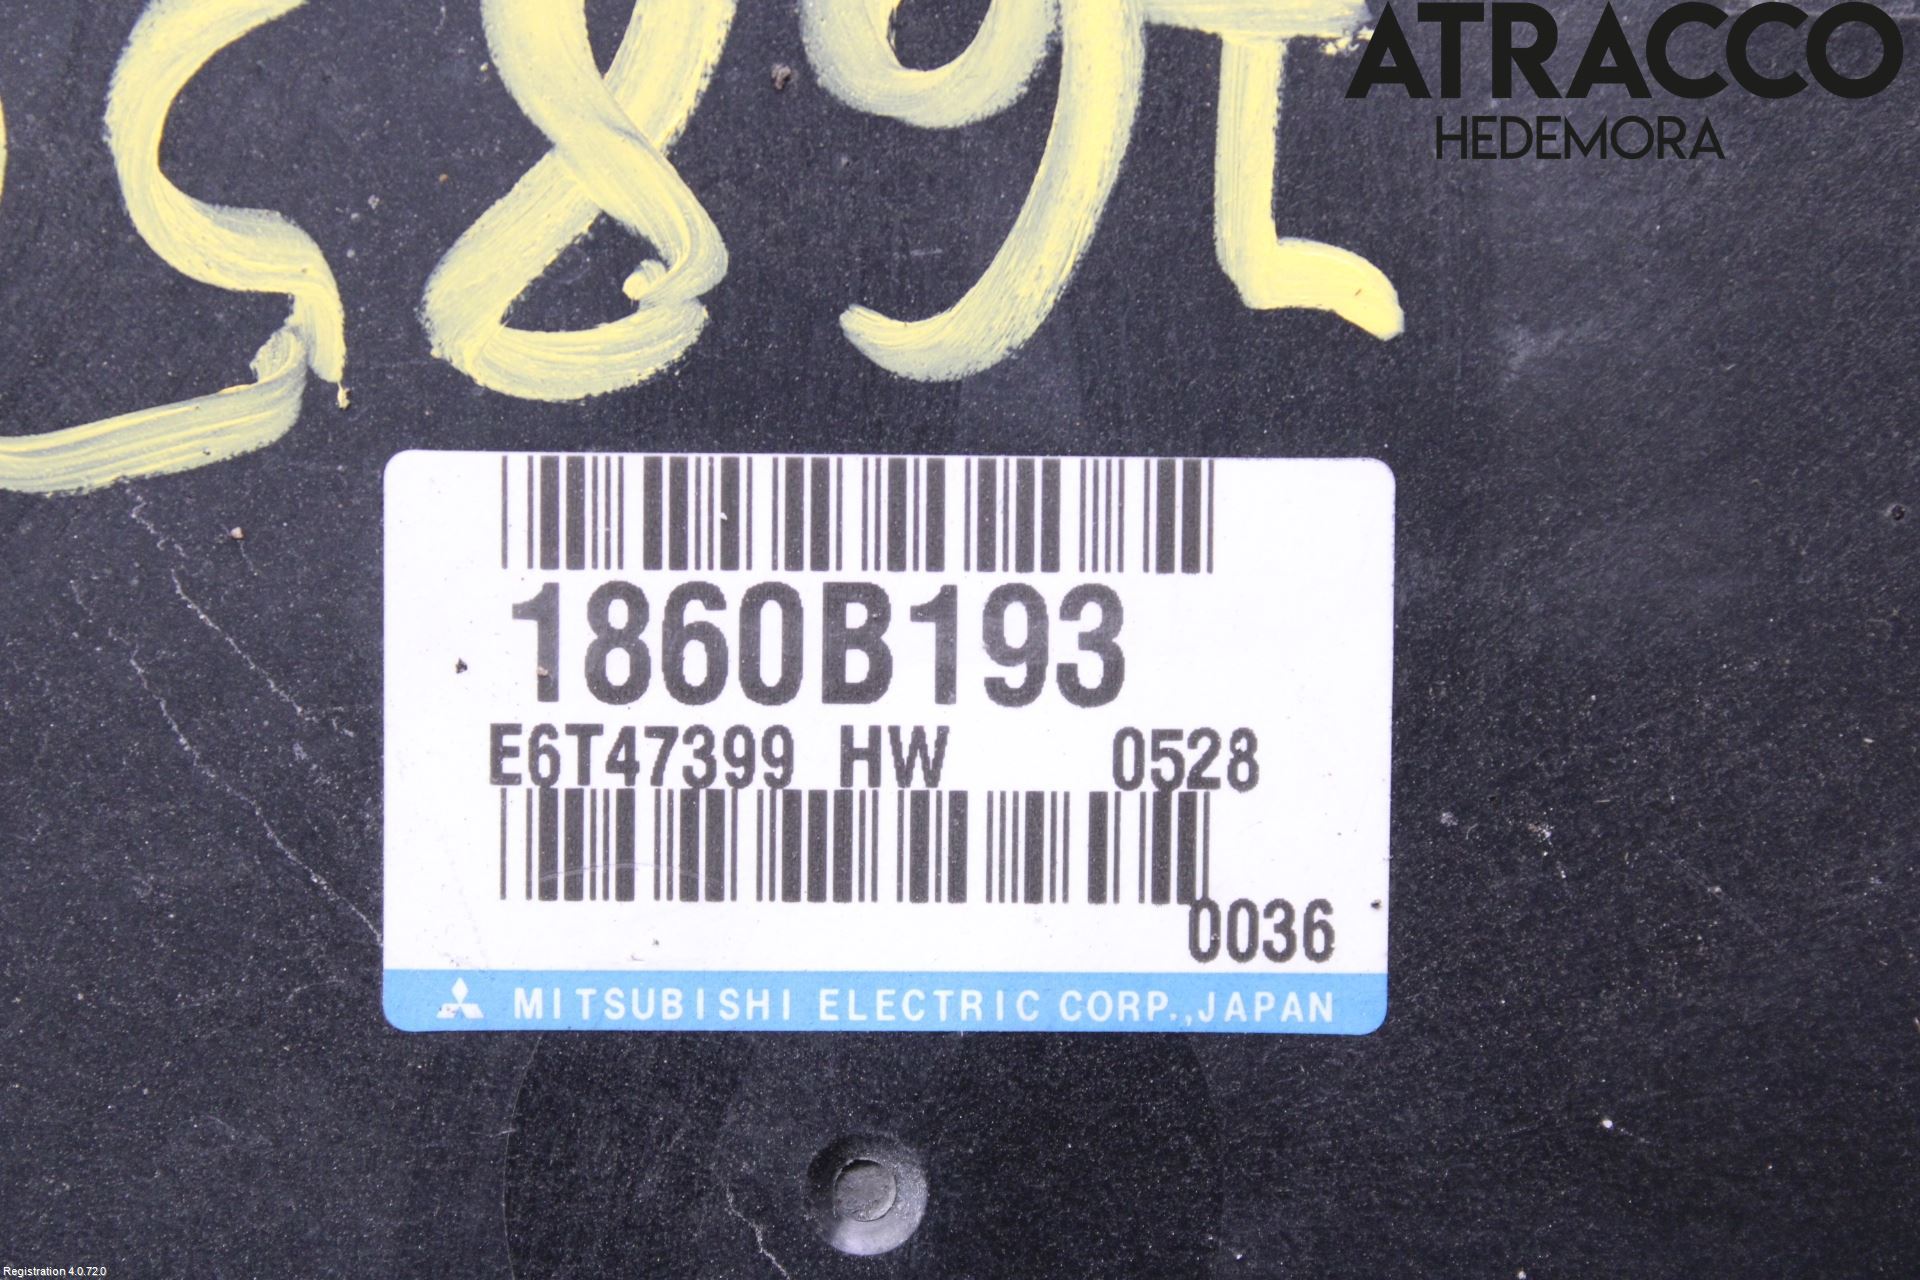 ATRACCO
HEDEMORA
1860B193
E6T47399 HW 0528
0036
MITSUBISHI ELECTRIC CORP.,JAPAN
Registration 4.0.72.0